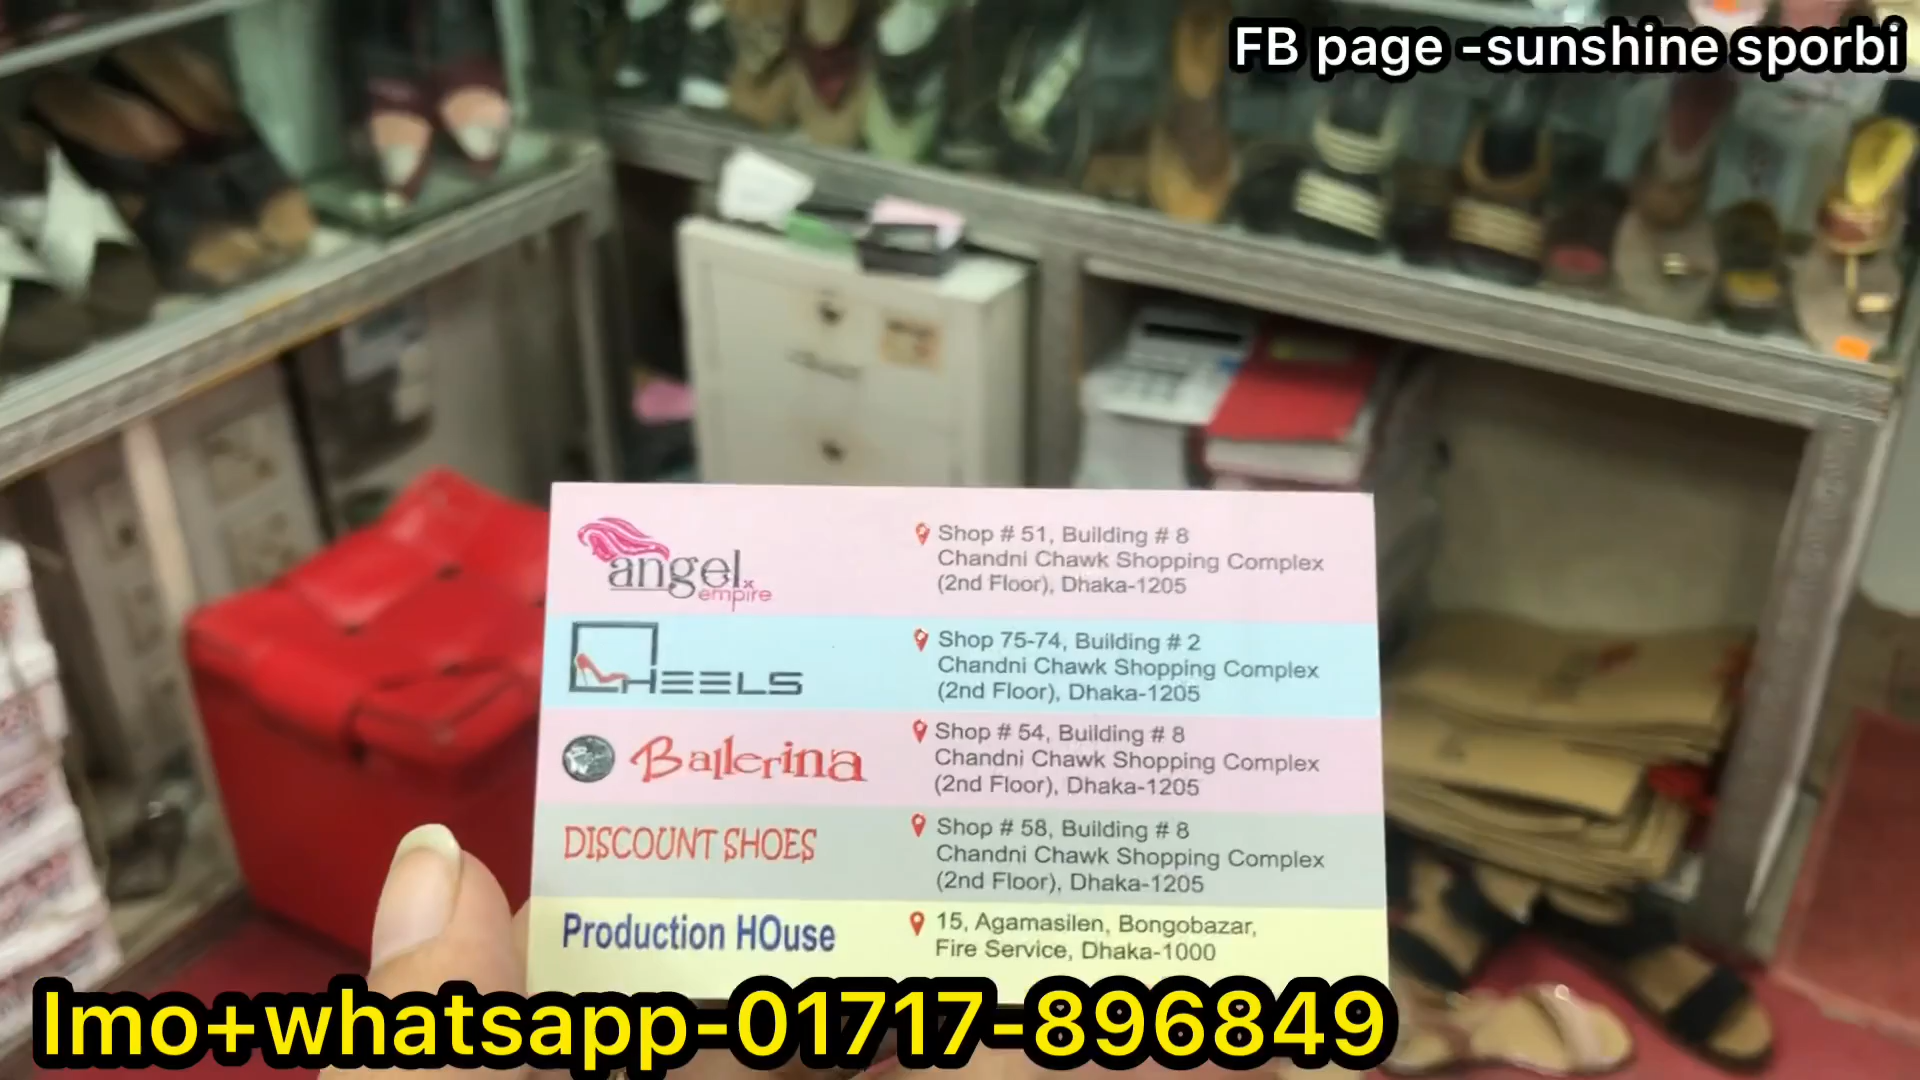 FB page -sunshine sporbi
angel
empire
Shop # 51, Building # 8
Chandni Chawk Shopping Complex
(2nd Floor), Dhaka-1205
HEELS
Shop 75-74, Building # 2
Chandni Chawk Shopping Complex
(2nd Floor), Dhaka-1205
Ballerina
Shop # 54, Building # 8
Chandni Chawk Shopping Complex
(2nd Floor), Dhaka-1205
DISCOUNT SHOES
Shop # 58, Building # 8
Chandni Chawk Shopping Complex
(2nd Floor), Dhaka-1205
Production HOuse
15, Agamasilen, Bongobazar,
Fire Service, Dhaka-1000
Imo+whatsapp-01717-896849